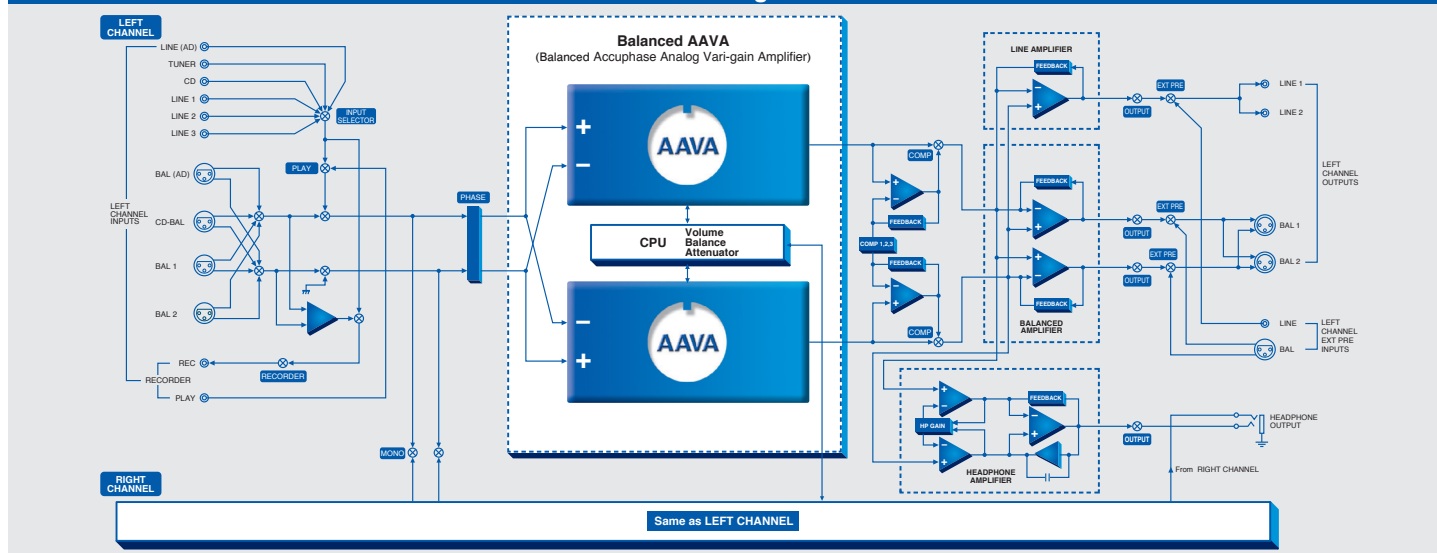 LEFT
CHANNEL
LINE (AD)
TUNER
CD
LINE 1
LINE 2
LINE 3
INPUT
SELECTOR
PLAY
BAL (AD)
LEFT
CHANNEL
INPUTS
CD-BAL
BAL 1
BAL 2
REC
RECORDER
RECORDER
PLAY
MONO
PHASE
Balanced AAVA
(Balanced Accuphase Analog Vari-gain Amplifier)
+
−
AAVA
CPU
Volume
Balance
Attenuator
−
+
AAVA
COMP
+
−
FEEDBACK
COMP 1,2,3
FEEDBACK
−
+
COMP
LINE AMPLIFIER
FEEDBACK
−
+
OUTPUT
EXT PRE
LINE 1
LINE 2
LEFT
CHANNEL
OUTPUTS
FEEDBACK
−
+
OUTPUT
EXT PRE
BAL 1
+
−
OUTPUT
EXT PRE
BAL 2
FEEDBACK
BALANCED
AMPLIFIER
LINE
BAL
LEFT
CHANNEL
EXT PRE
INPUTS
+
−
HP GAIN
−
+
FEEDBACK
−
+
HEADPHONE
AMPLIFIER
OUTPUT
HEADPHONE
OUTPUT
From RIGHT CHANNEL
RIGHT
CHANNEL
Same as LEFT CHANNEL